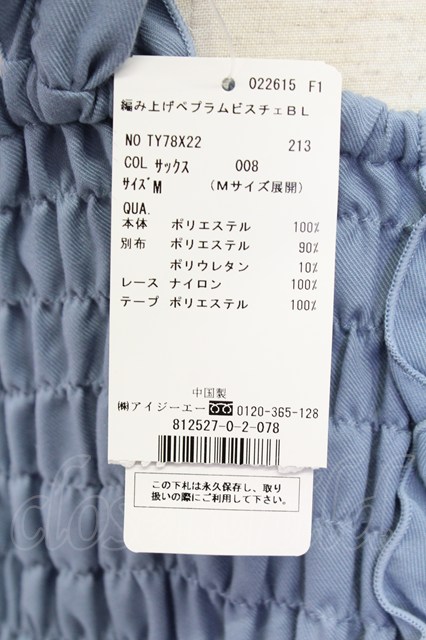 022615 F1
編み上げペプラムビスチェBL
NO TY78X22 213
COL サックス 008
サイズM (Mサイズ展開)
QUA.
本体 ポリエステル 100%
別布 ポリエステル 90%
ポリウレタン 10%
レース ナイロン 100%
テープ ポリエステル 100%
中国製
㈱アイジーエー 0120-365-128
812527-0-2-078
この下札は永久保存し、取り
扱いの際にご利用して下さい。